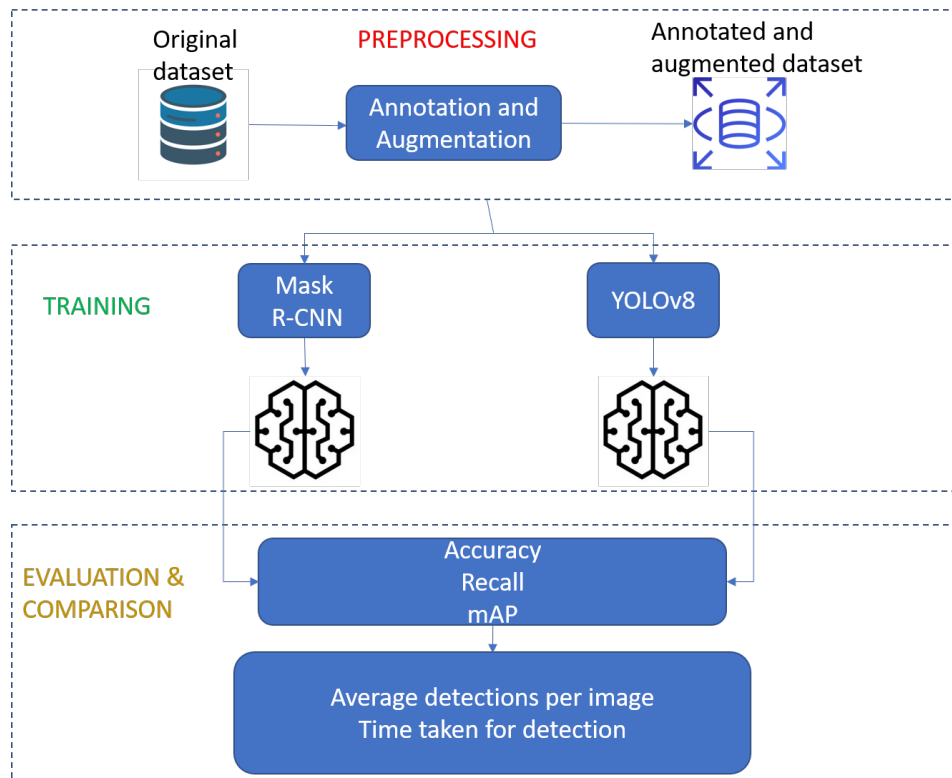 Original
dataset
PREPROCESSING
Annotated and
augmented dataset
Annotation and
Augmentation
TRAINING
Mask
R-CNN
YOLOv8
EVALUATION &
COMPARISON
Accuracy
Recall
mAP
Average detections per image
Time taken for detection